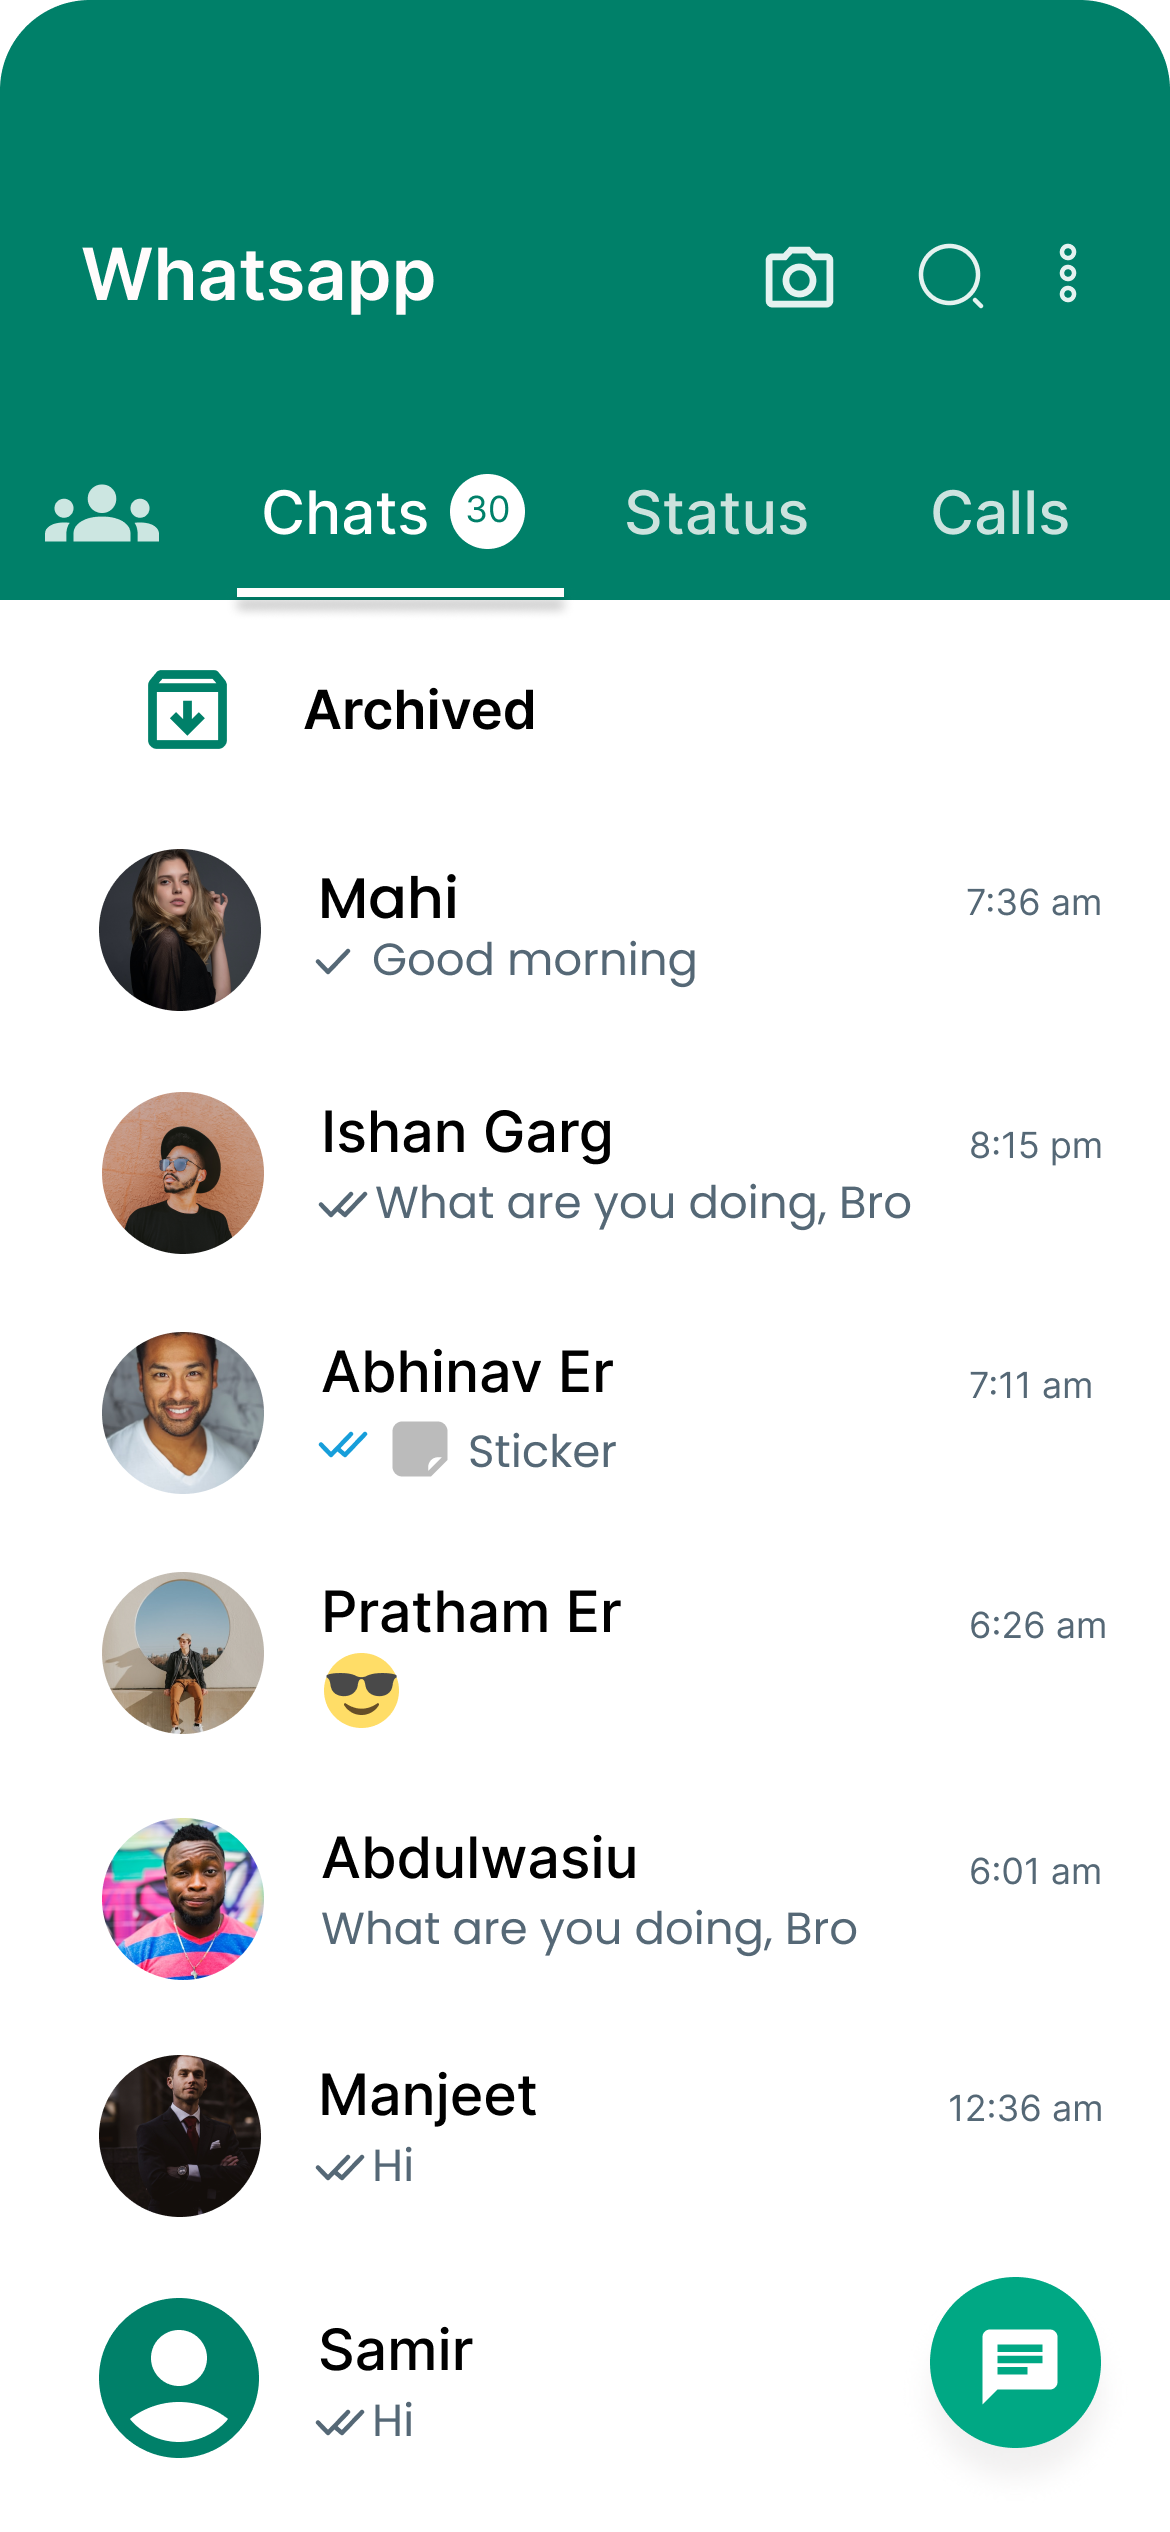 Whatsapp
Chats 30 Status Calls
Archived
Mahi 7:36 am
Good morning
Ishan Garg 8:15 pm
What are you doing, Bro
Abhinav Er 7:11 am
Sticker
Pratham Er 6:26 am
😎
Abdulwasiu 6:01 am
What are you doing, Bro
Manjeet 12:36 am
Hi
Samir
Hi